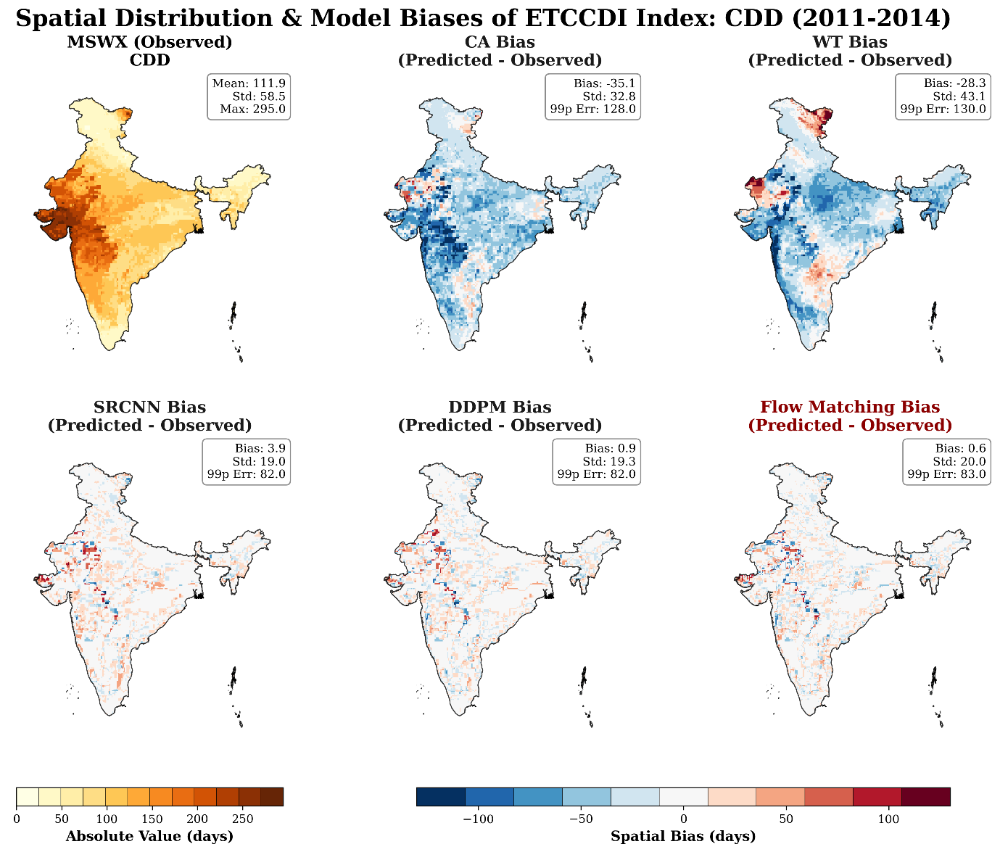 Spatial Distribution & Model Biases of ETCCDI Index: CDD (2011-2014)
MSWX (Observed)
CDD
Mean: 111.9
Std: 58.5
Max: 295.0
CA Bias
(Predicted - Observed)
Bias: -35.1
Std: 32.8
99p Err: 128.0
WT Bias
(Predicted - Observed)
Bias: -28.3
Std: 43.1
99p Err: 130.0
SRCNN Bias
(Predicted - Observed)
Bias: 3.9
Std: 19.0
99p Err: 82.0
DDPM Bias
(Predicted - Observed)
Bias: 0.9
Std: 19.3
99p Err: 82.0
Flow Matching Bias
(Predicted - Observed)
Bias: 0.6
Std: 20.0
99p Err: 83.0
0 50 100 150 200 250
Absolute Value (days)
−100 −50 0 50 100
Spatial Bias (days)